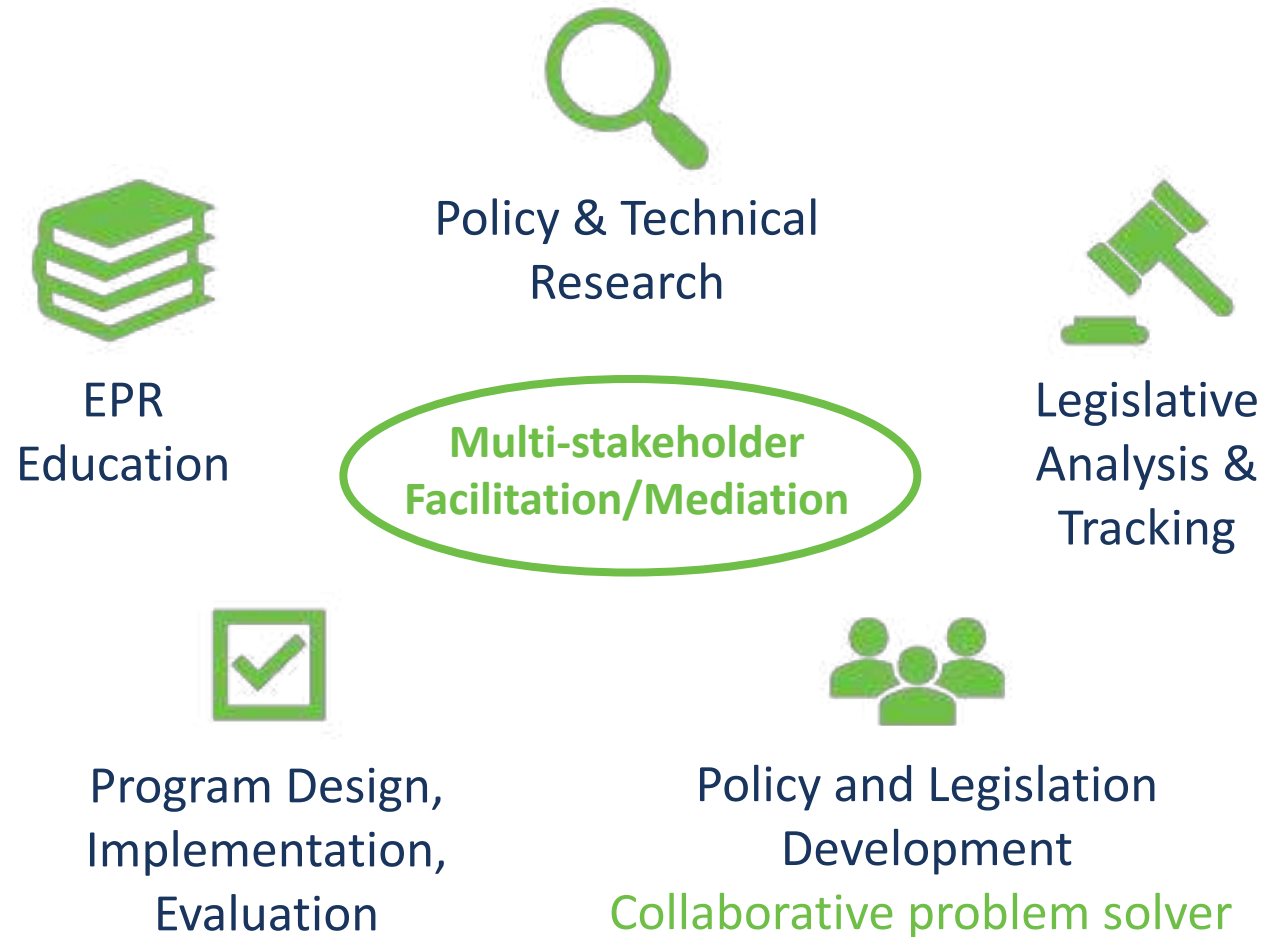 Policy & Technical
Research
EPR
Education
Legislative
Analysis &
Tracking
Multi-stakeholder
Facilitation/Mediation
Program Design,
Implementation,
Evaluation
Policy and Legislation
Development
Collaborative problem solver